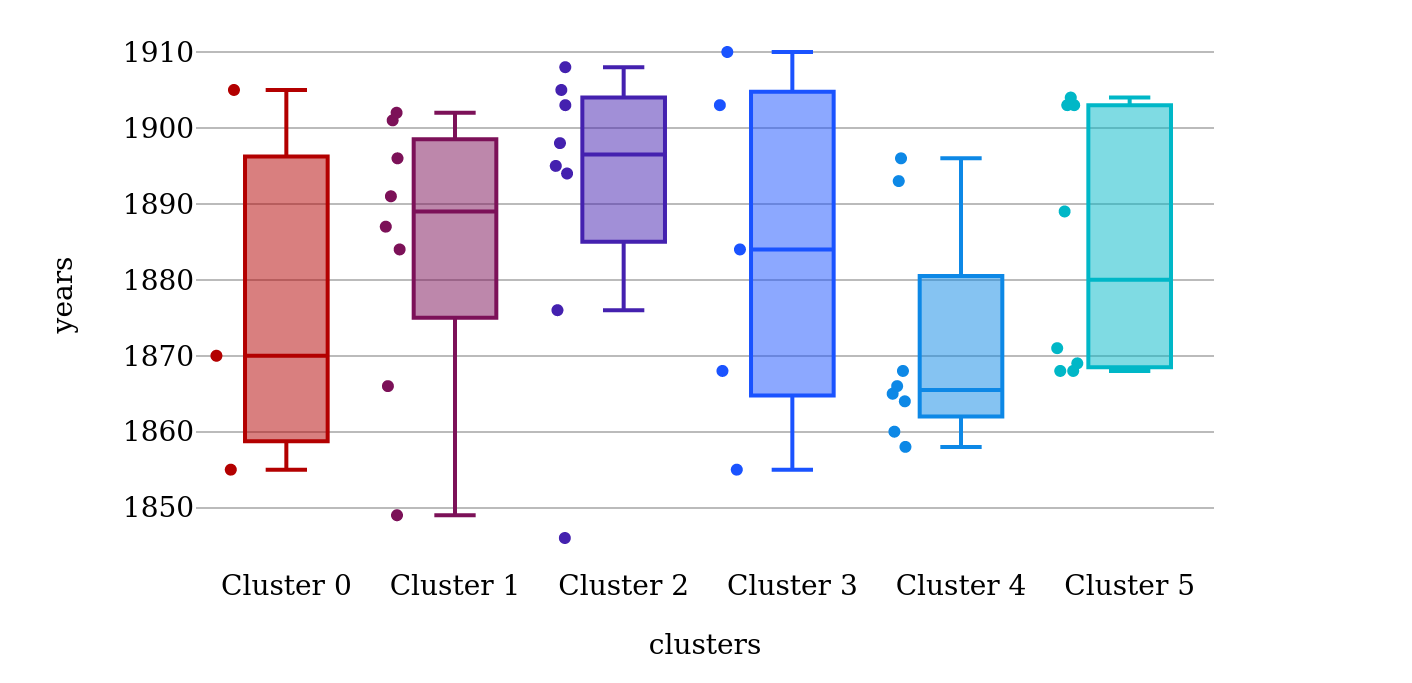 1910
1900
1890
1880
1870
1860
1850
years
Cluster 0
Cluster 1
Cluster 2
Cluster 3
Cluster 4
Cluster 5
clusters